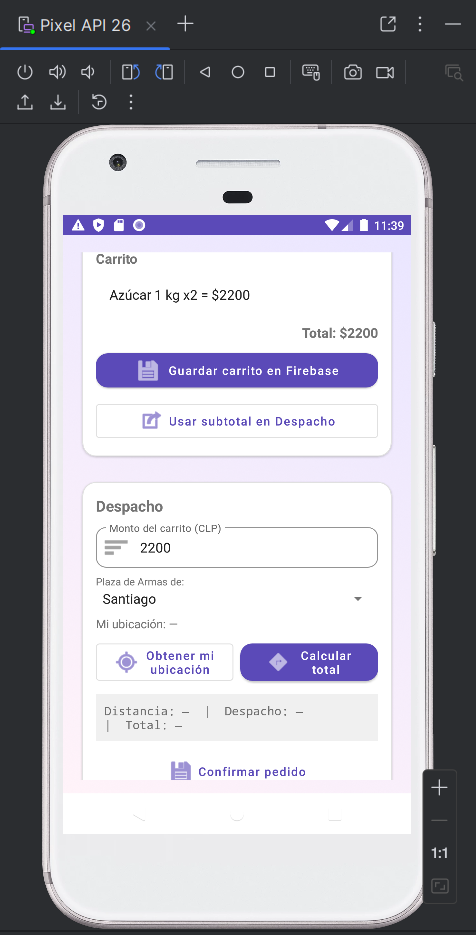 Pixel API 26
11:39
Carrito
Azúcar 1 kg x2 = $2200
Total: $2200
Guardar carrito en Firebase
Usar subtotal en Despacho
Despacho
Monto del carrito (CLP)
2200
Plaza de Armas de:
Santiago
Mi ubicación: —
Obtener mi
ubicación
Calcular
total
Distancia: — | Despacho: —
| Total: —
Confirmar pedido
1:1